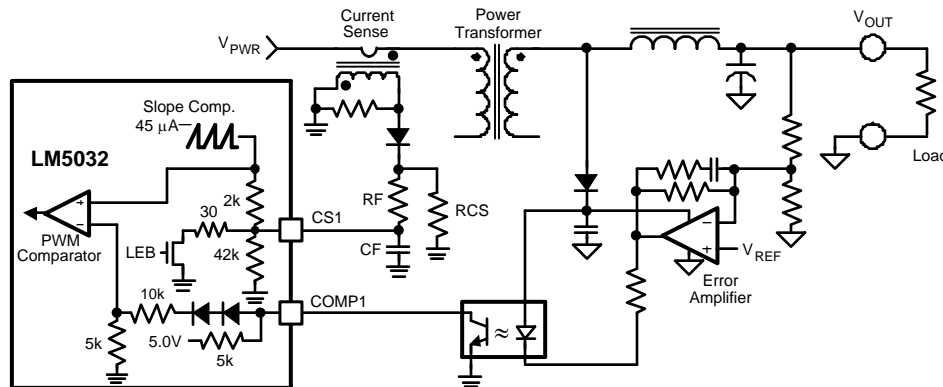 Current
Sense
Power
Transformer
VPWR
VOUT
Slope Comp.
45 μA
LM5032
2k
30
CS1
RF
RCS
Load
PWM
Comparator
LEB
42k
CF
VREF
Error
Amplifier
10k
COMP1
5.0V
5k
5k
+
−
−
+
≈